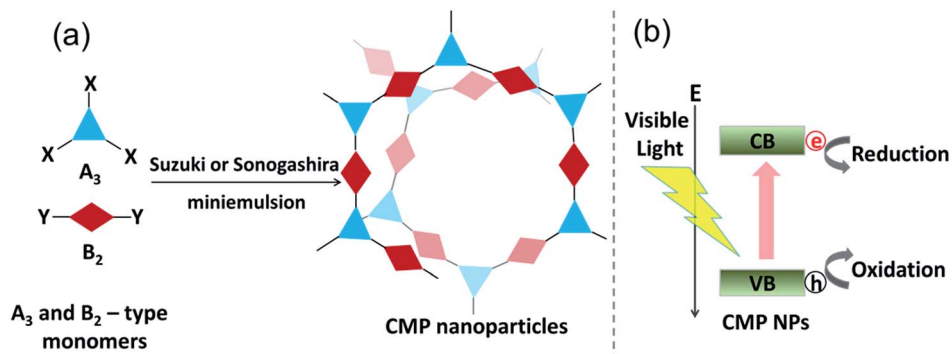 (a)
X
X
X
A3
Y
Y
B2
A3 and B2 – type
monomers
Suzuki or Sonogashira
miniemulsion
CMP nanoparticles
(b)
E
Visible
Light
CB
e
Reduction
VB
h
Oxidation
CMP NPs